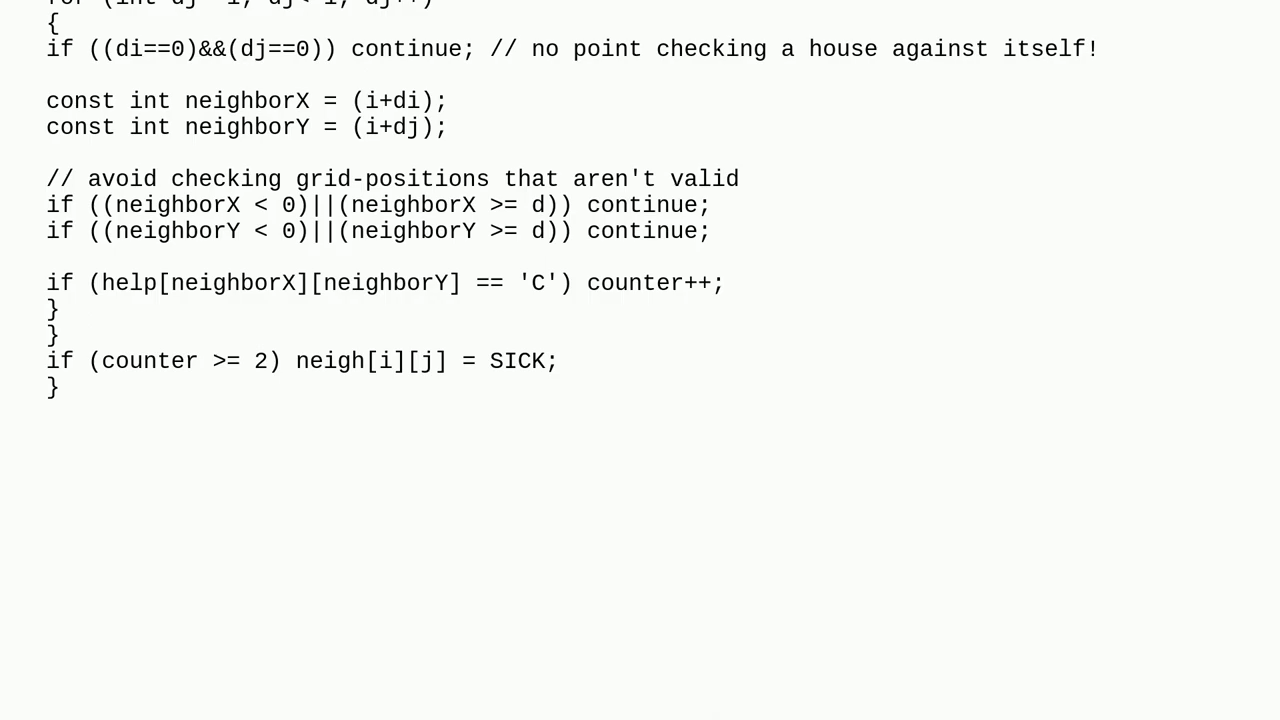 {
if ((di==0)&&(dj==0)) continue; // no point checking a house against itself!
const int neighborX = (i+di);
const int neighborY = (i+dj);
// avoid checking grid-positions that aren't valid
if ((neighborX < 0)||(neighborX >= d)) continue;
if ((neighborY < 0)||(neighborY >= d)) continue;
if (help[neighborX][neighborY] == 'C') counter++;
}
}
if (counter >= 2) neigh[i][j] = SICK;
}